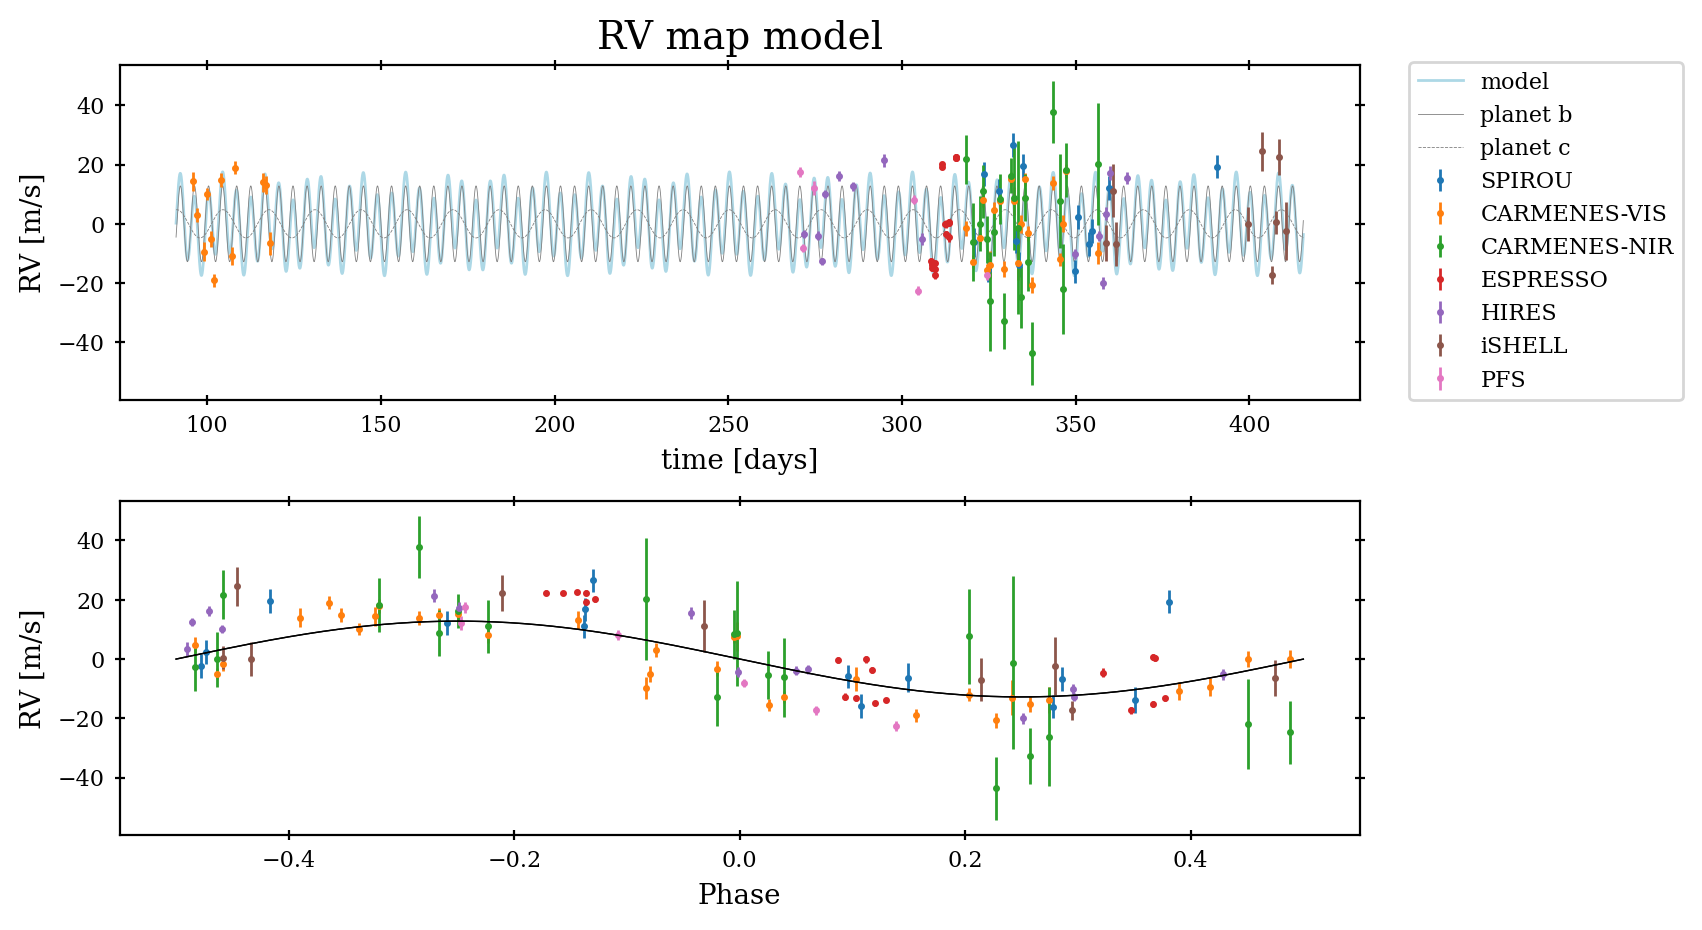 RV map model
RV [m/s]
40
20
0
−20
−40
100 150 200 250 300 350 400
time [days]
model
planet b
planet c
SPIROU
CARMENES-VIS
CARMENES-NIR
ESPRESSO
HIRES
iSHELL
PFS
RV [m/s]
40
20
0
−20
−40
−0.4 −0.2 0.0 0.2 0.4
Phase